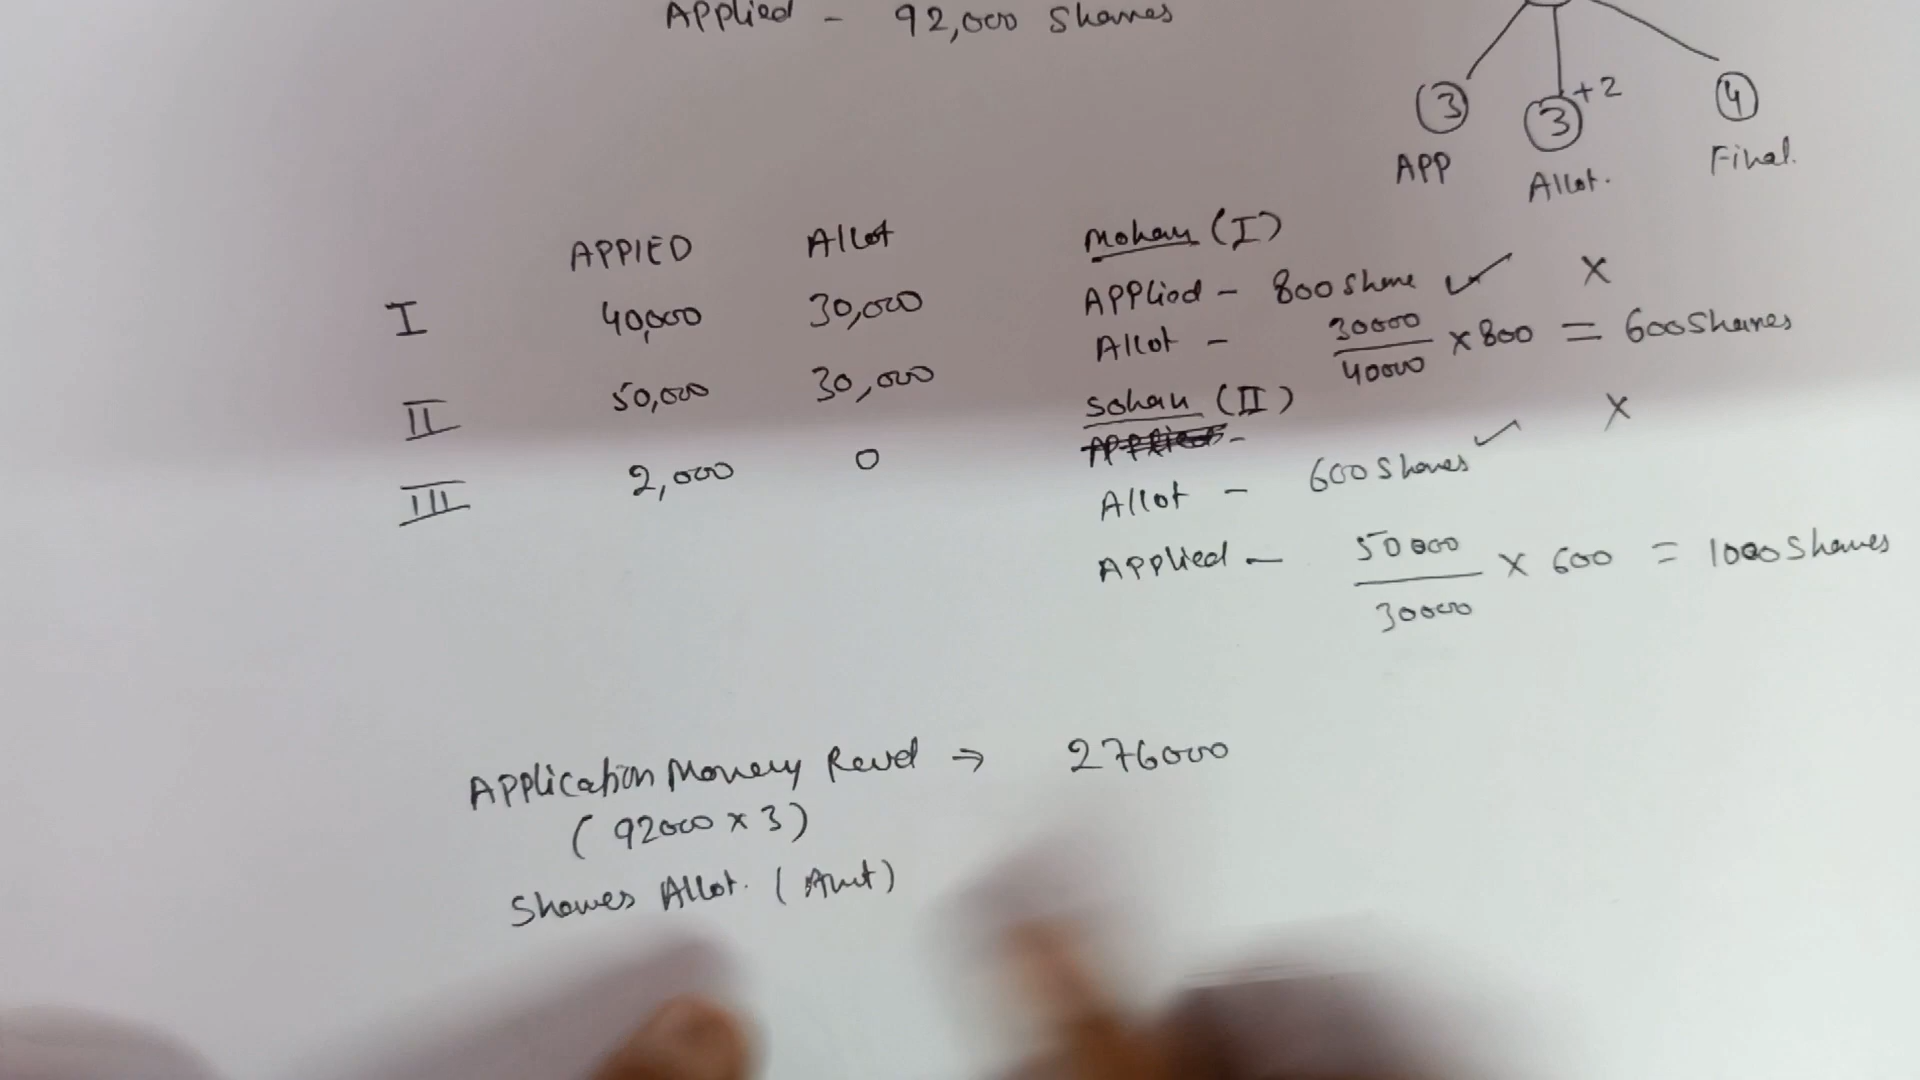 Applied - 92,000 Shares
3 3 +2 4
APP Allot. Final.
APPIED Allot
I 40,000 30,000
II 50,000 30,000
III 2,000 0
Mohan (I)
APPliod - 800 Share ✓ X
Allot - 30000/40000 x 800 = 600 Shares
Sohan (II)
Allot - 600 Shares ✓ X
Applied - 50000/30000 x 600 = 1000 Shares
Application Money Recvd → 276000
(92000 x 3)
Shares Allot. (Amt)